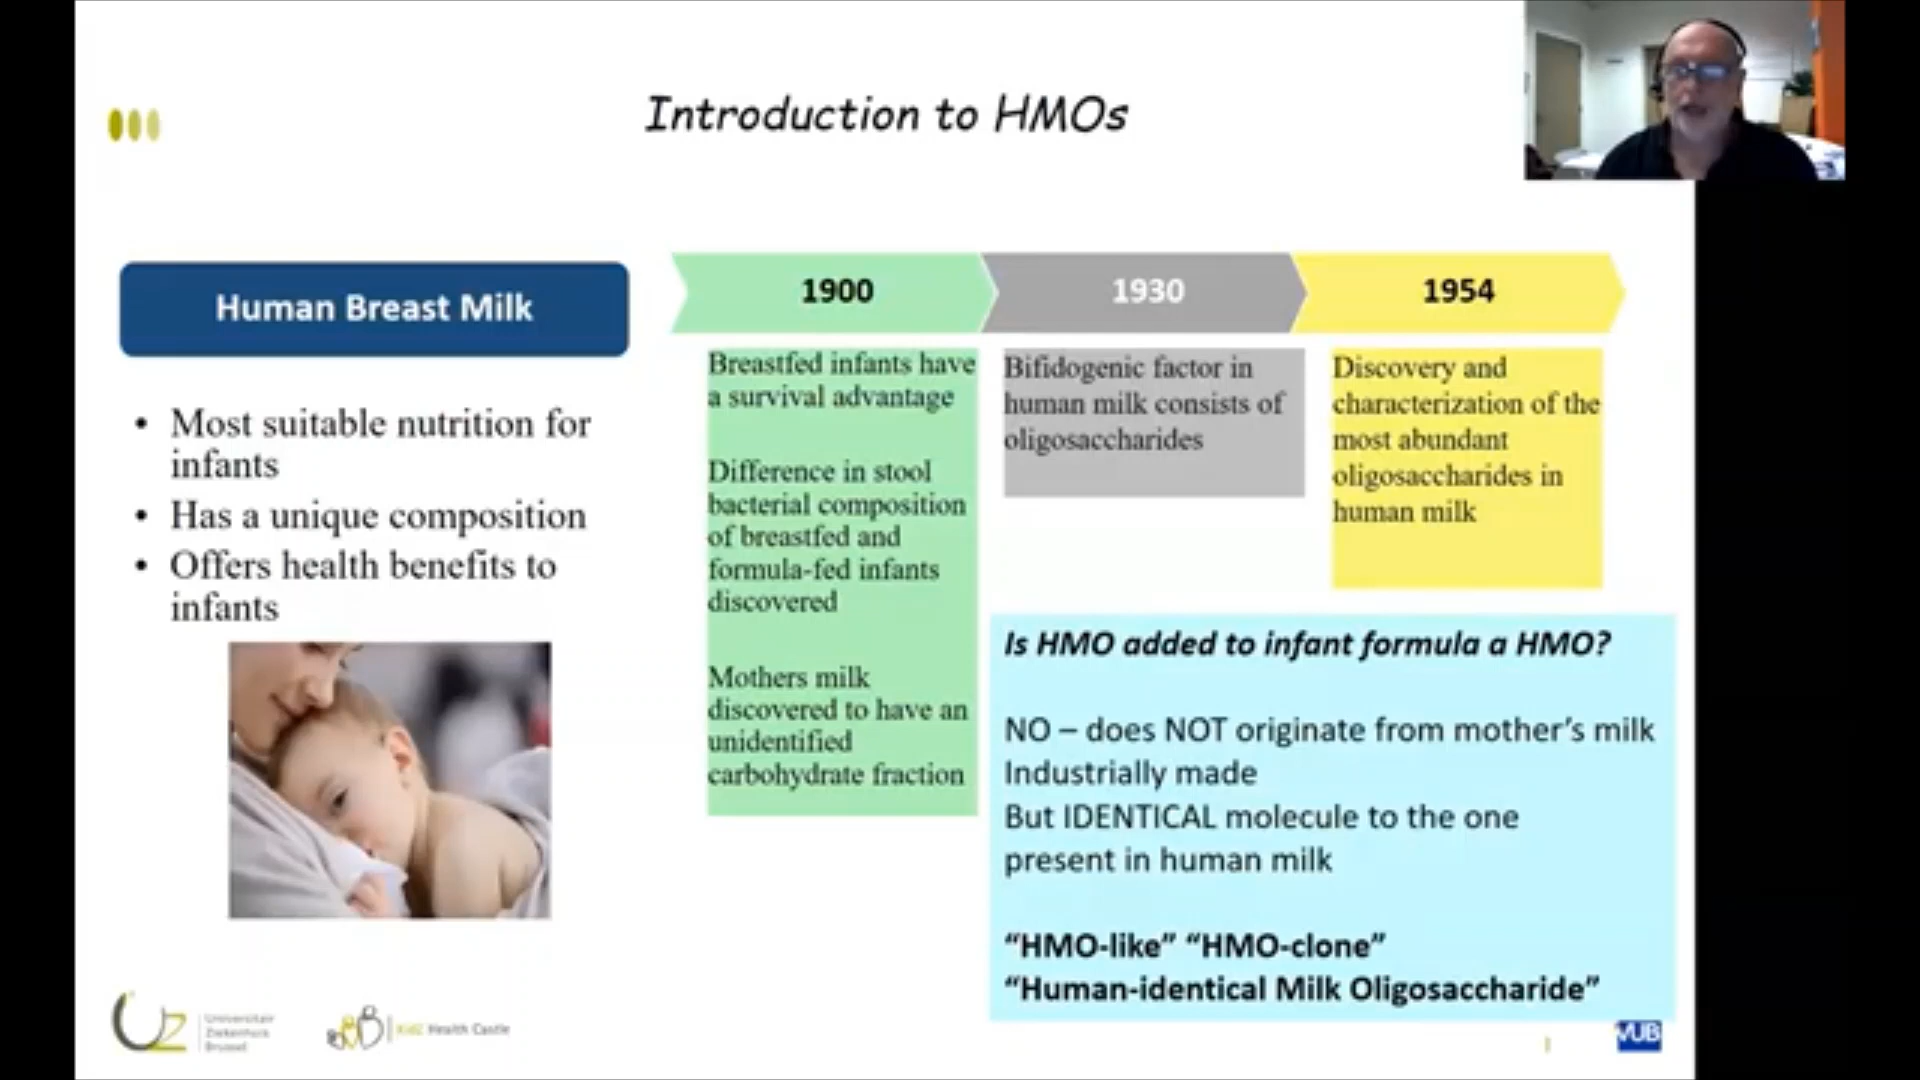 Introduction to HMOs
Human Breast Milk
• Most suitable nutrition for
infants
• Has a unique composition
• Offers health benefits to
infants
1900
Breastfed infants have
a survival advantage
Difference in stool
bacterial composition
of breastfed and
formula-fed infants
discovered
Mothers milk
discovered to have an
unidentified
carbohydrate fraction
1930
Bifidogenic factor in
human milk consists of
oligosaccharides
1954
Discovery and
characterization of the
most abundant
oligosaccharides in
human milk
Is HMO added to infant formula a HMO?
NO – does NOT originate from mother’s milk
Industrially made
But IDENTICAL molecule to the one
present in human milk
“HMO-like” “HMO-clone”
“Human-identical Milk Oligosaccharide”
UZ
Universitair
Ziekenhuis
Brussel
KidZ Health Castle
VUB